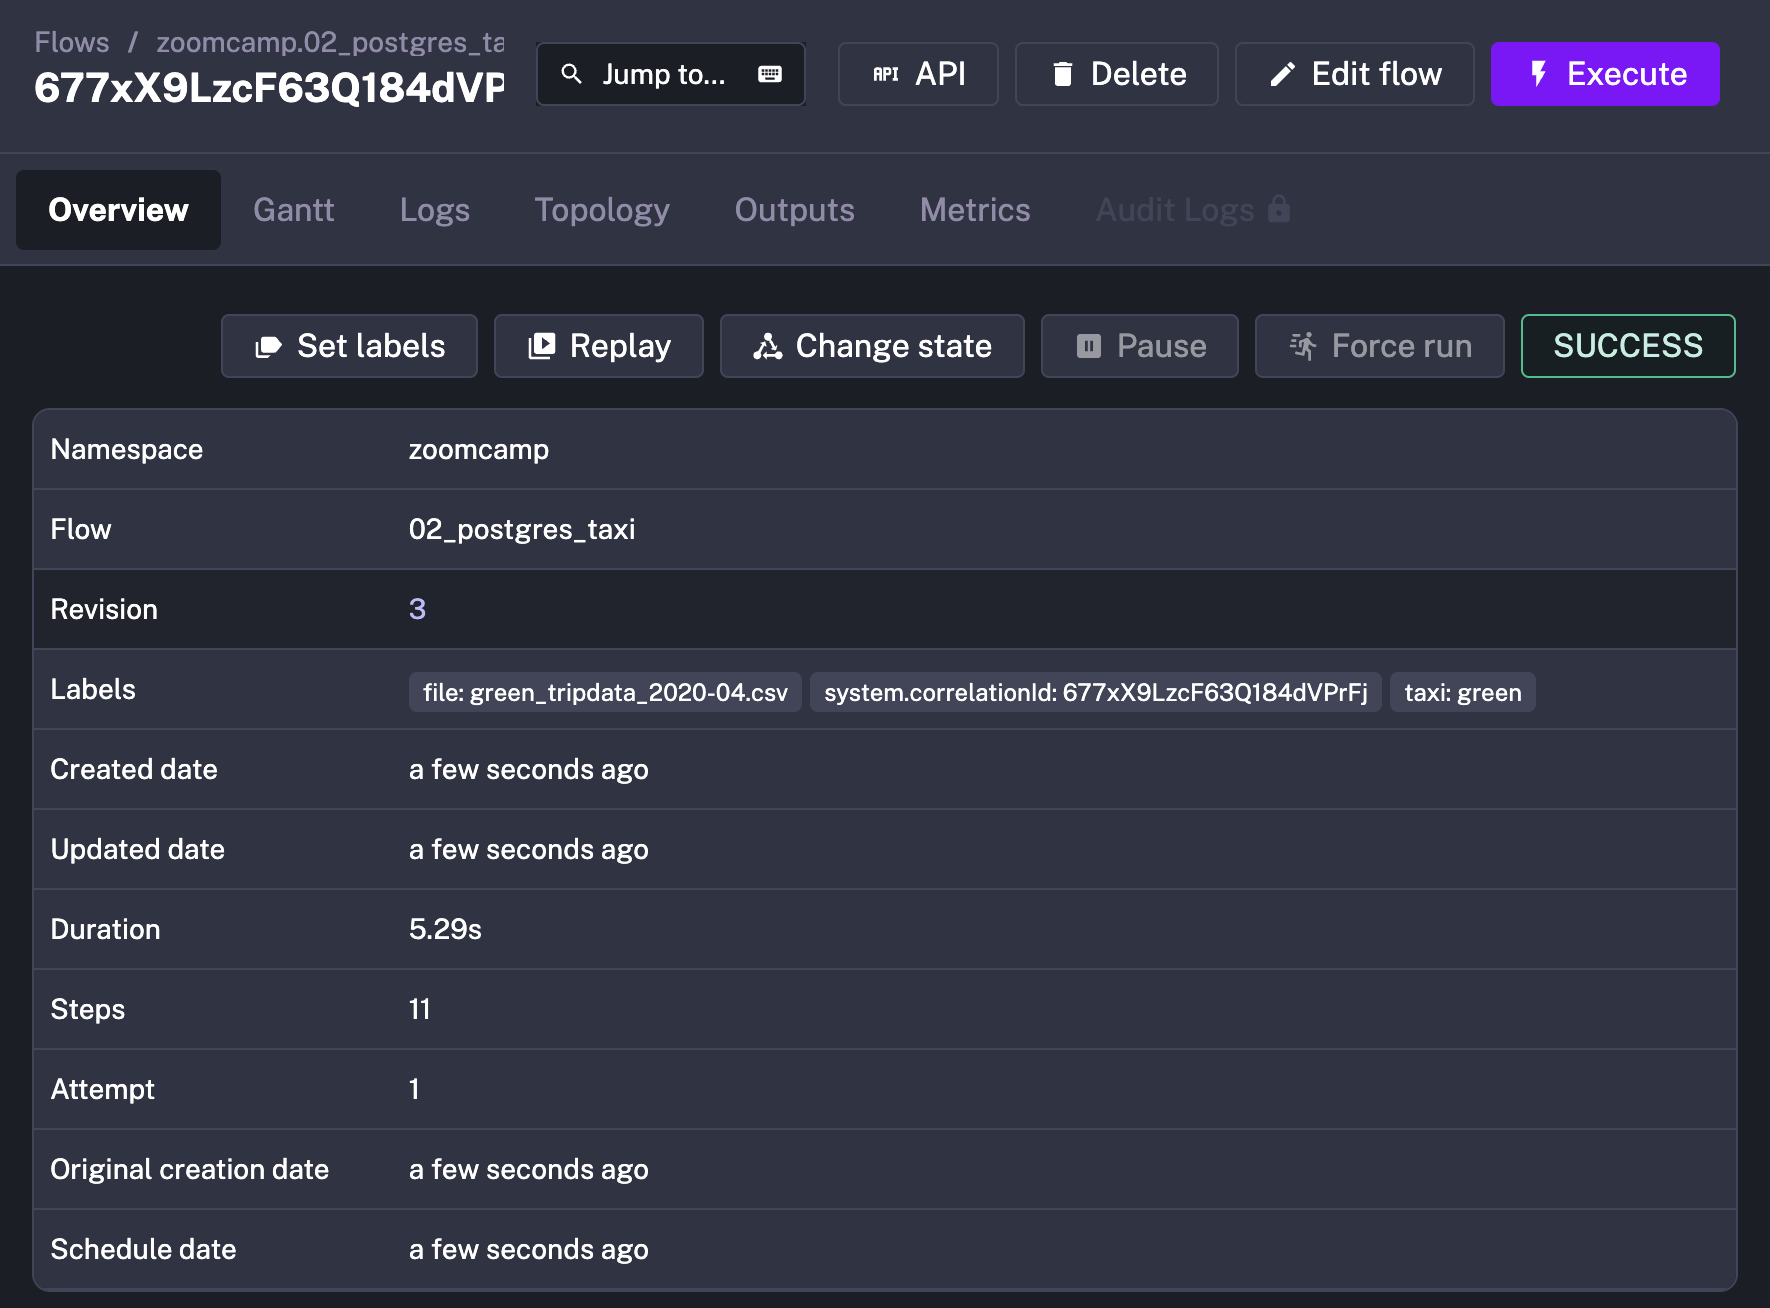 Flows / zoomcamp.02_postgres_ta
677xX9LzcF63Q184dVP
Jump to...
API API
Delete
Edit flow
Execute
Overview Gantt Logs Topology Outputs Metrics Audit Logs
Set labels Replay Change state Pause Force run SUCCESS
Namespace zoomcamp
Flow 02_postgres_taxi
Revision 3
Labels file: green_tripdata_2020-04.csv system.correlationId: 677xX9LzcF63Q184dVPrFj taxi: green
Created date a few seconds ago
Updated date a few seconds ago
Duration 5.29s
Steps 11
Attempt 1
Original creation date a few seconds ago
Schedule date a few seconds ago